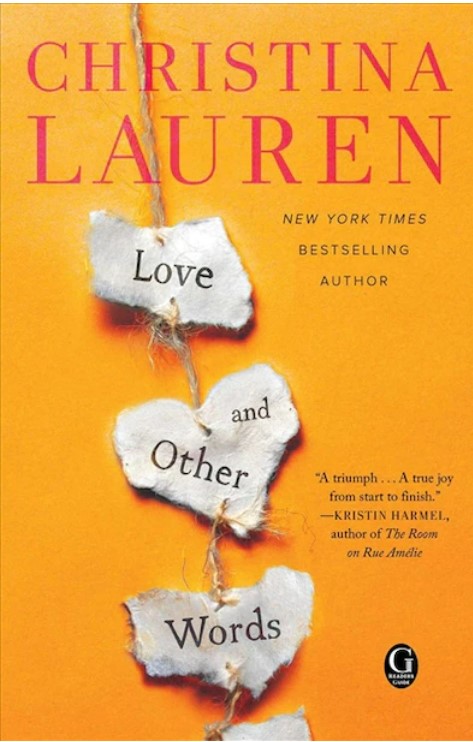 CHRISTINA
LAUREN
NEW YORK TIMES
BESTSELLING
AUTHOR
Love
and
Other
"A triumph . . . A true joy
from start to finish."
—KRISTIN HARMEL,
author of The Room
on Rue Amélie
Words
G
READERS
GUIDE